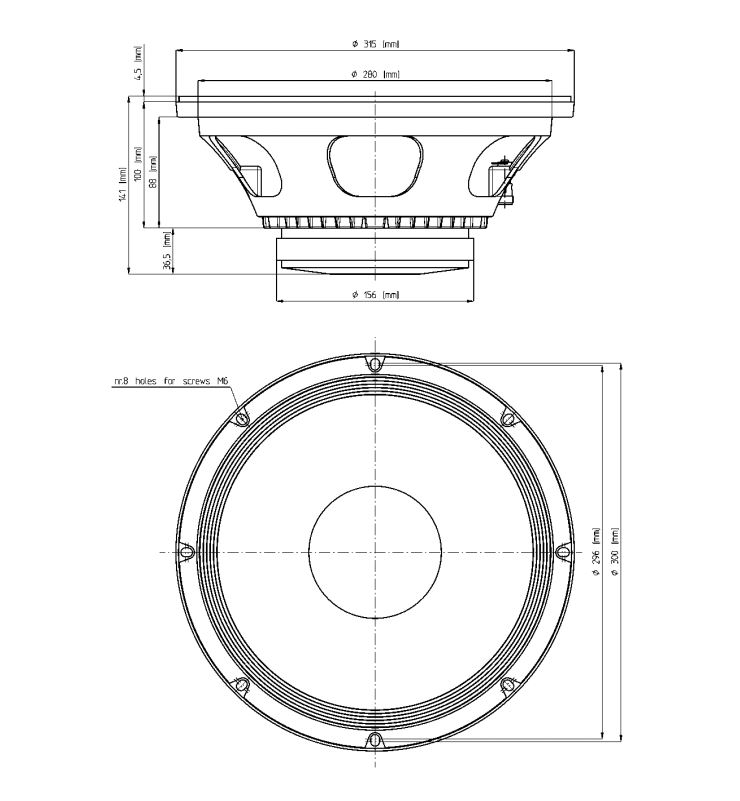 Ø 315 (mm)
Ø 280 (mm)
4,5 (mm)
141 (mm)
100 (mm)
88 (mm)
36,5 (mm)
Ø 156 (mm)
nr.8 holes for screws M6
Ø 296 (mm)
Ø 300 (mm)